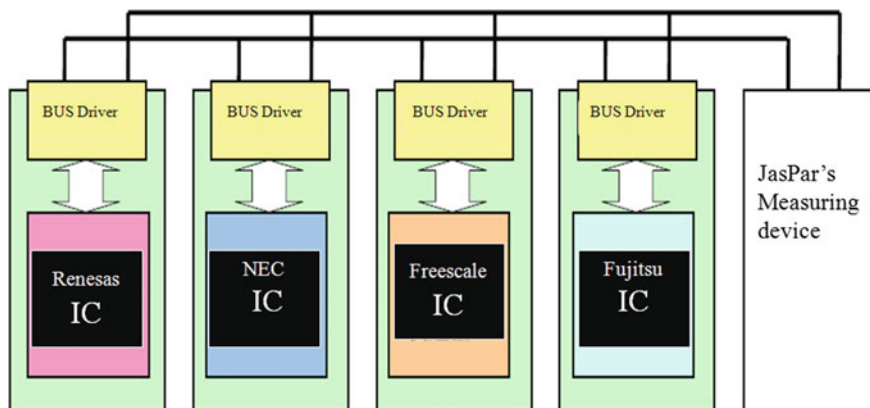 BUS Driver
BUS Driver
BUS Driver
BUS Driver
Renesas
IC
NEC
IC
Freescale
IC
Fujitsu
IC
JasPar's
Measuring
device